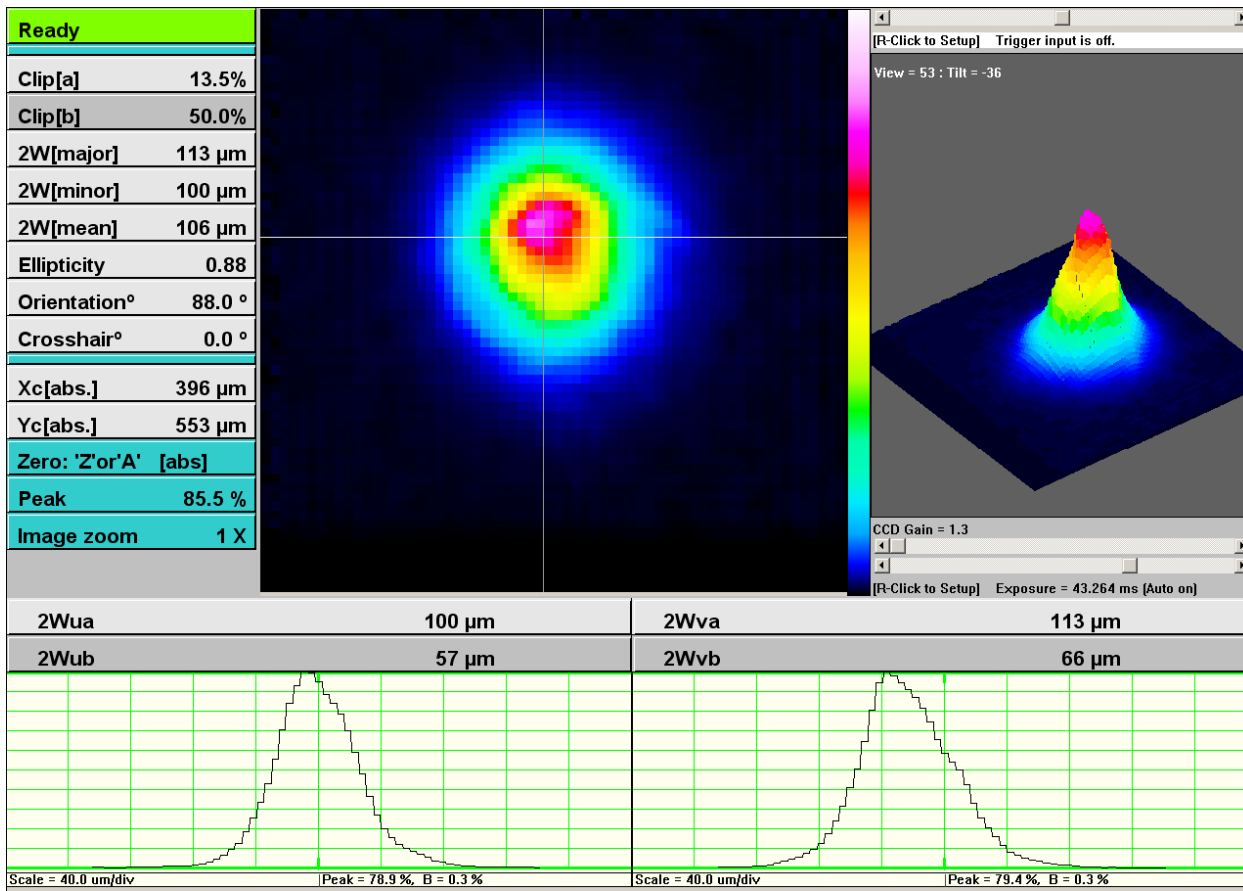 Ready
Clip[a] 13.5%
Clip[b] 50.0%
2W[major] 113 µm
2W[minor] 100 µm
2W[mean] 106 µm
Ellipticity 0.88
Orientationº 88.0 º
Crosshairº 0.0 º
Xc[abs.] 396 µm
Yc[abs.] 553 µm
Zero: 'Z'or'A' [abs]
Peak 85.5 %
Image zoom 1 X
[R-Click to Setup] Trigger input is off.
View = 53 : Tilt = -36
CCD Gain = 1.3
[R-Click to Setup] Exposure = 43.264 ms [Auto on]
2Wua 100 µm
2Wub 57 µm
Scale = 40.0 um/div Peak = 78.9 %, B = 0.3 %
2Wva 113 µm
2Wvb 66 µm
Scale = 40.0 um/div Peak = 79.4 %, B = 0.3 %